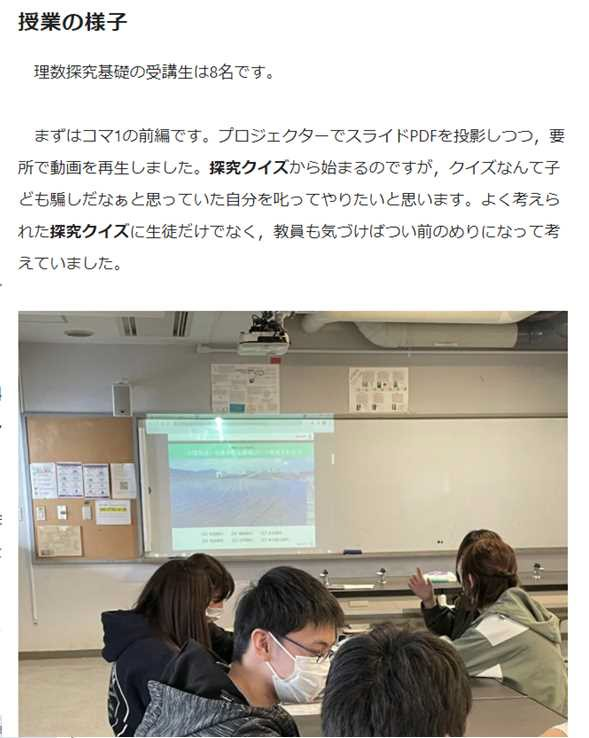 授業の様子
理数探究基礎の受講生は8名です。
まずはコマ1の前編です。プロジェクターでスライドPDFを投影しつつ，要
所で動画を再生しました。探究クイズから始まるのですが，クイズなんて子
ども騙しだなぁと思っていた自分を叱ってやりたいと思います。よく考えら
れた探究クイズに生徒だけでなく，教員も気づけばつい前のめりになって考
えていました。